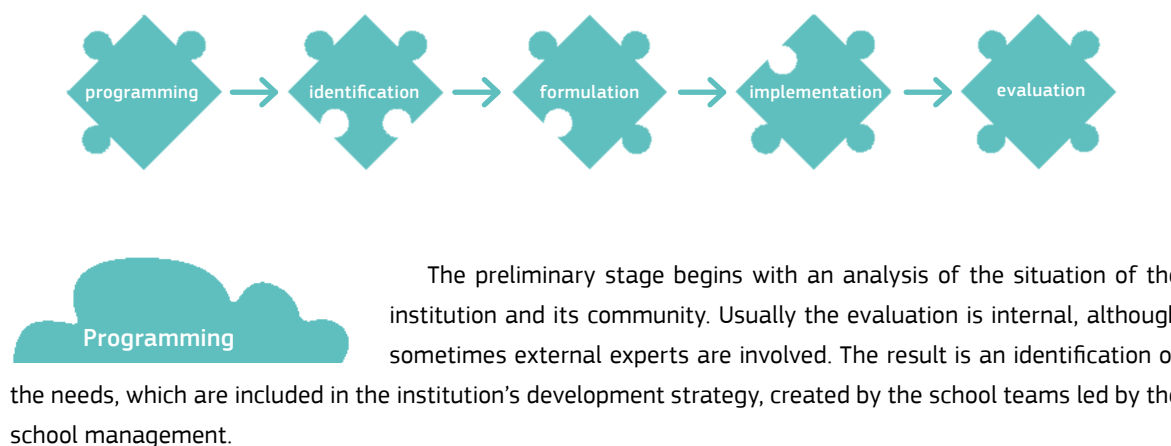 programming
identification
formulation
implementation
evaluation
Programming
The preliminary stage begins with an analysis of the situation of the
institution and its community. Usually the evaluation is internal, although
sometimes external experts are involved. The result is an identification o
the needs, which are included in the institution's development strategy, created by the school teams led by the
school management.